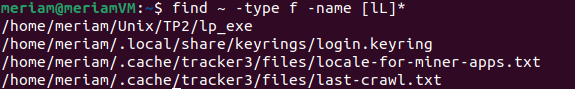 meriam@meriamVM:~$ find ~ -type f -name [lL]*
/home/meriam/Unix/TP2/lp_exe
/home/meriam/.local/share/keyrings/login.keyring
/home/meriam/.cache/tracker3/files/locale-for-miner-apps.txt
/home/meriam/.cache/tracker3/files/last-crawl.txt